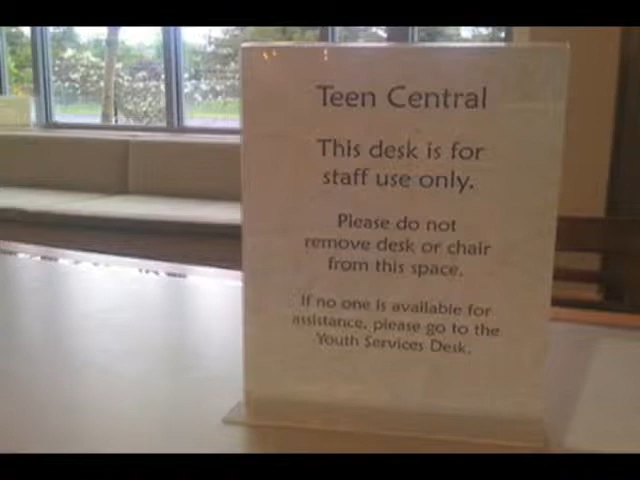 Teen Central
This desk is for
staff use only.
Please do not
remove desk or chair
from this space.
If no one is available for
assistance, please go to the
Youth Services Desk.